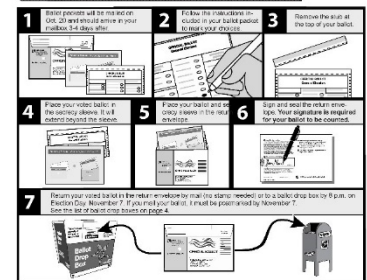 1
Ballot packets will be mailed on
Oct. 20 and should arrive in your
mailbox 3-4 days after.
2
Follow the instructions in-
cluded in your ballot packet
to mark your choices.
3
Remove the stub at
the top of your ballot.
4
Place your voted ballot in
the secrecy sleeve. It will
extend beyond the sleeve.
5
Place your ballot and se-
crecy sleeve in the return
envelope.
6
Sign and seal the return enve-
lope. Your signature is required
for your ballot to be counted.
7
Return your voted ballot in the return envelope by mail (no stamp needed) or to a ballot drop box by 8 p.m. on
Election Day, November 7. If you mail your ballot, it must be postmarked by November 7.
See the list of ballot drop boxes on page 4.
Ballot
Drop
Box